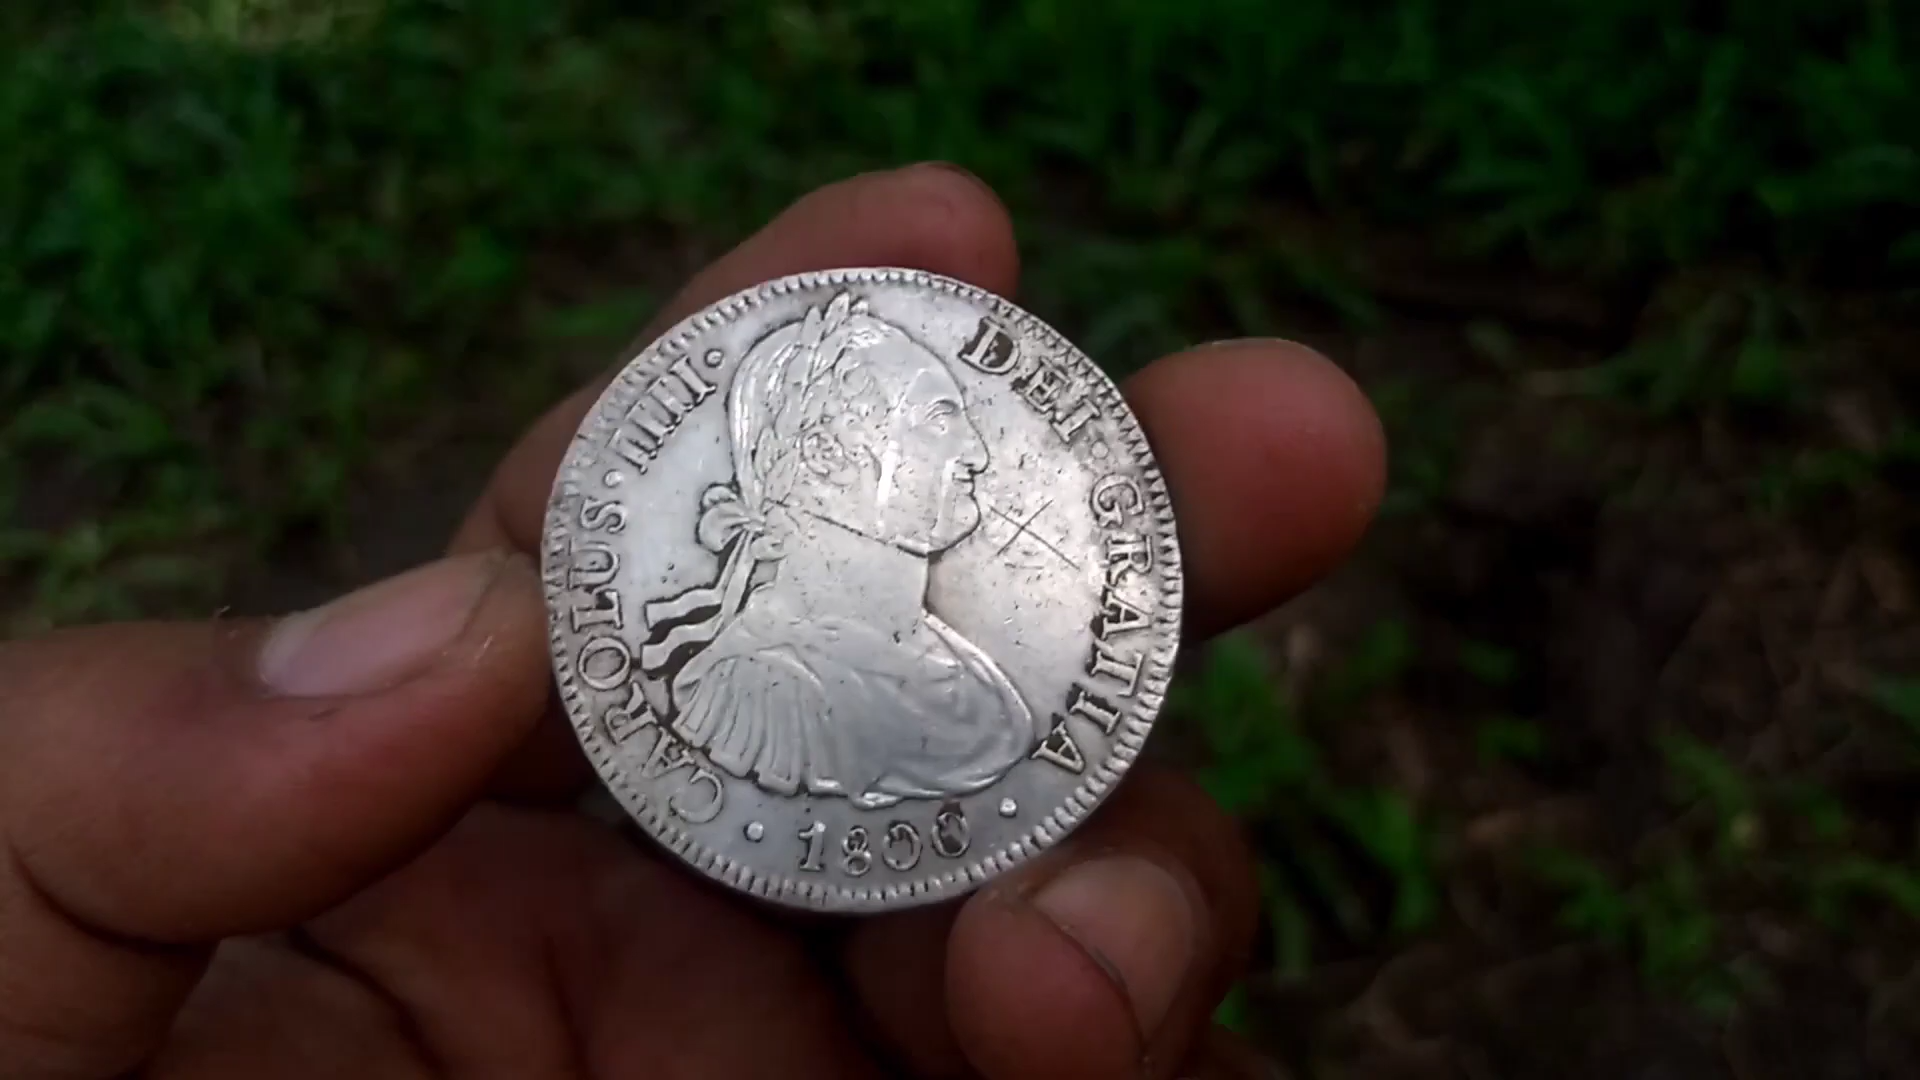 CAROLUS · IIII · DEI · GRATIA
· 1800 ·